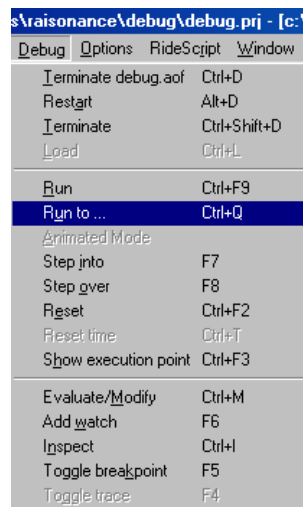 s\raisonance\debug\debug.prj - [c:\
Debug Options RideScript Window
Terminate debug.aof Ctrl+D
Restart Alt+D
Terminate Ctrl+Shift+D
Load Ctrl+L
Run Ctrl+F9
Run to ... Ctrl+Q
Animated Mode
Step into F7
Step over F8
Reset Ctrl+F2
Reset time Ctrl+T
Show execution point Ctrl+F3
Evaluate/Modify Ctrl+M
Add watch F6
Inspect Ctrl+I
Toggle breakpoint F5
Toggle trace F4